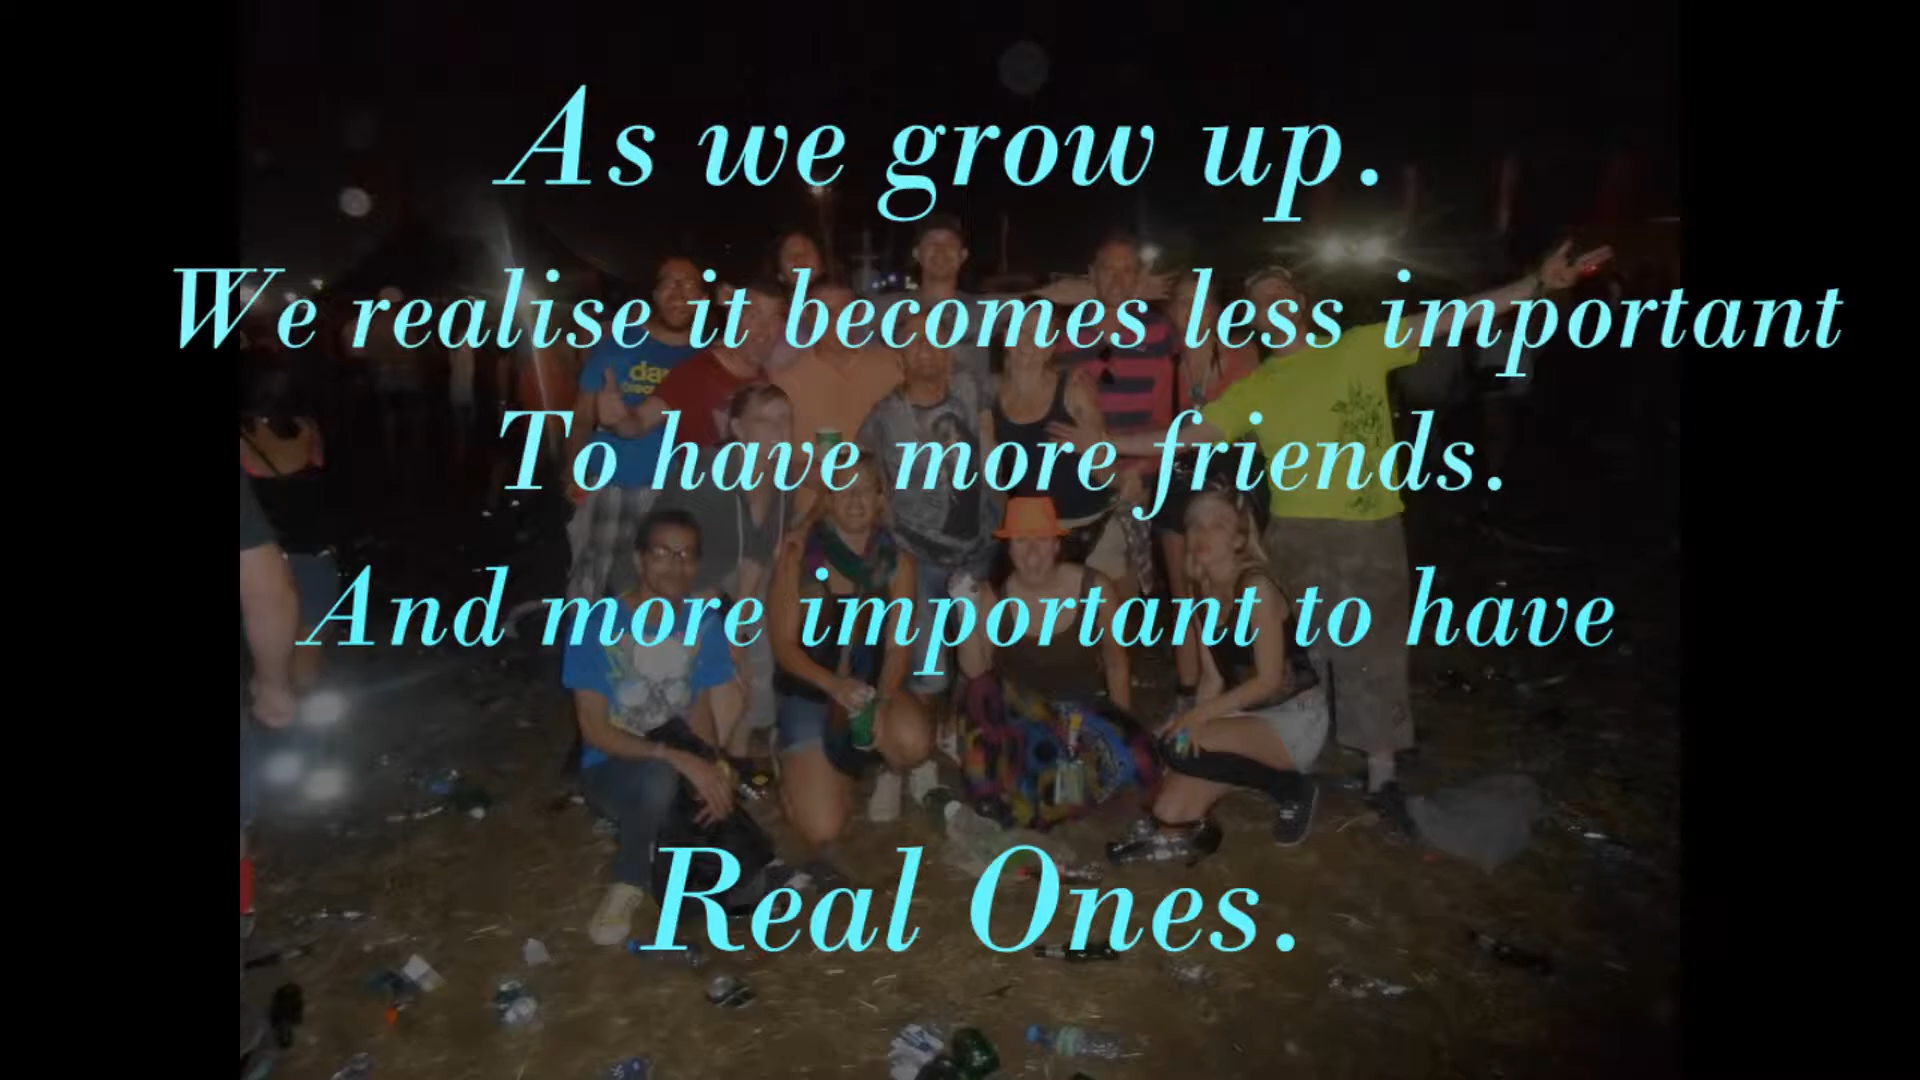 As we grow up.
We realise it becomes less important
To have more friends.
And more important to have
Real Ones.